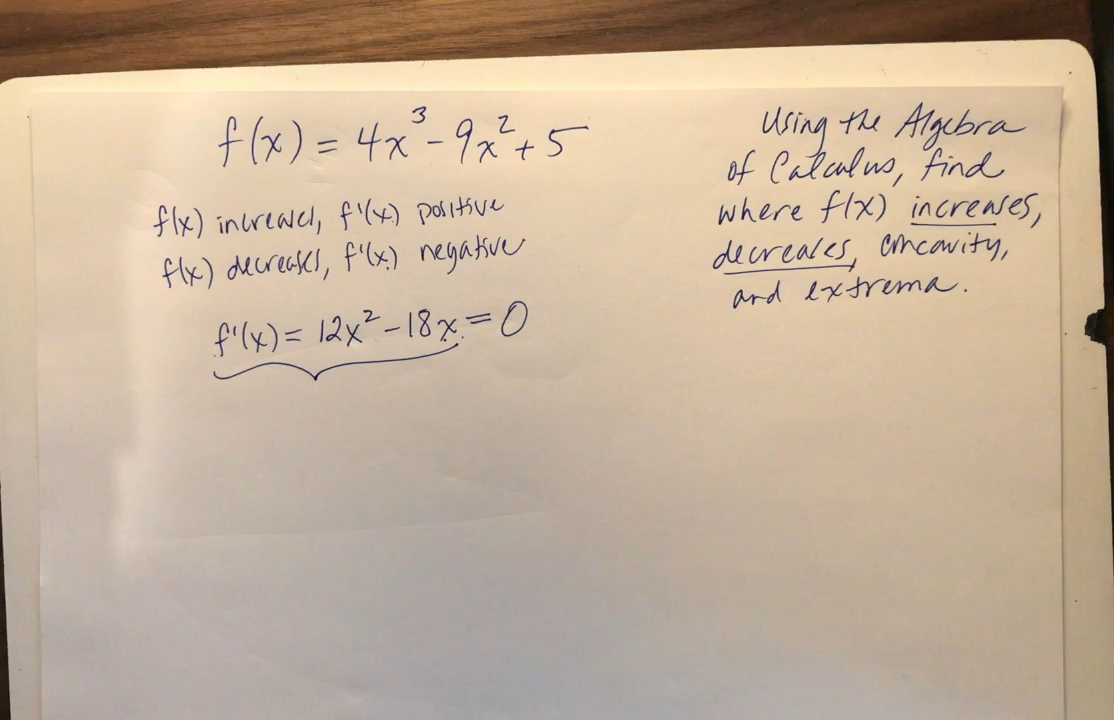 f(x) = 4x³ - 9x² + 5
f(x) increases, f'(x) positive
f(x) decreases, f'(x) negative
f'(x) = 12x² - 18x = 0
Using the Algebra
of Calculus, find
where f(x) increases,
decreases, concavity,
and extrema.